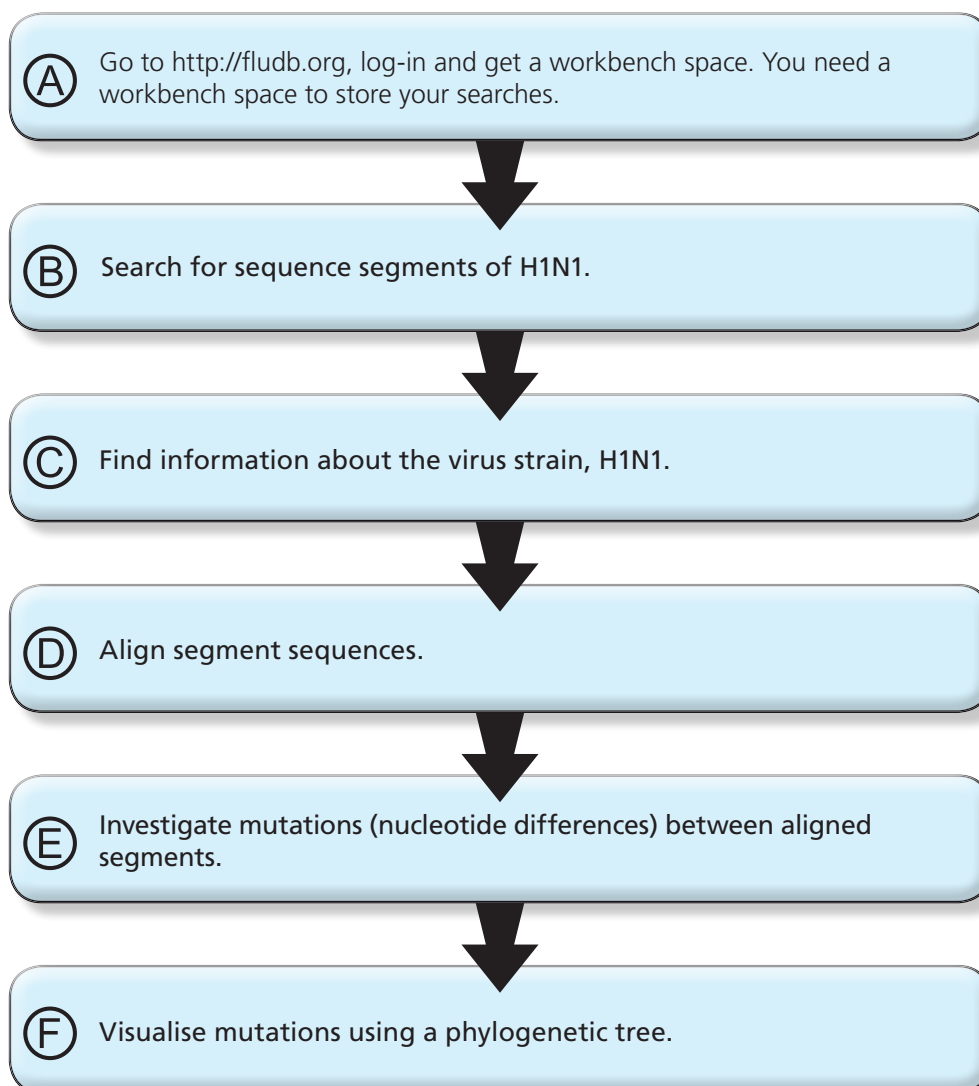 A
Go to http://fludb.org, log-in and get a workbench space. You need a
workbench space to store your searches.
B
Search for sequence segments of H1N1.
C
Find information about the virus strain, H1N1.
D
Align segment sequences.
E
Investigate mutations (nucleotide differences) between aligned
segments.
F
Visualise mutations using a phylogenetic tree.